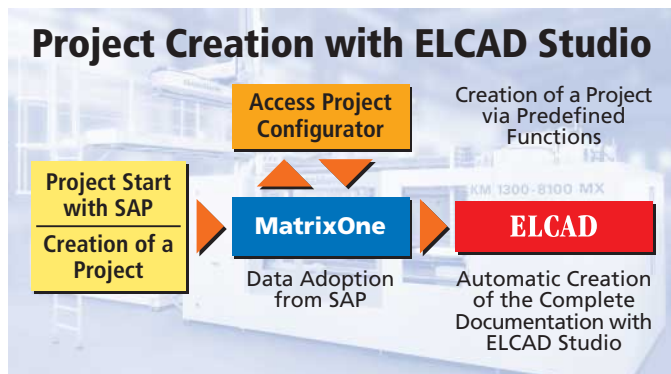 Project Creation with ELCAD Studio
Access Project
Configurator
Creation of a Project
via Predefined
Functions
Project Start
with SAP
Creation of a
Project
MatrixOne
KM 1300-8100 MX
ELCAD
Data Adoption
from SAP
Automatic Creation
of the Complete
Documentation with
ELCAD Studio